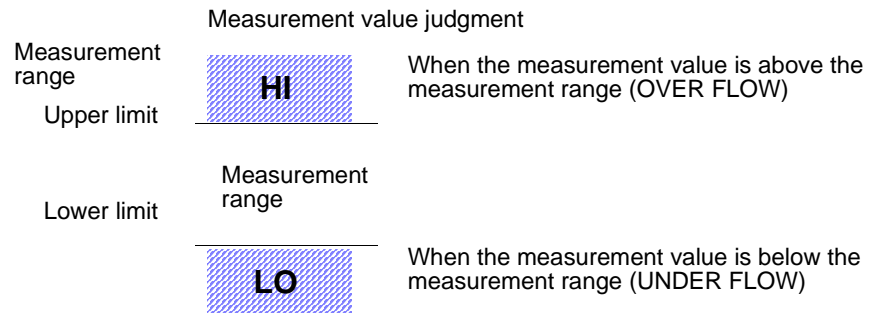 Measurement value judgment
Measurement
range
HI
When the measurement value is above the
measurement range (OVER FLOW)
Upper limit
Measurement
range
Lower limit
LO
When the measurement value is below the
measurement range (UNDER FLOW)